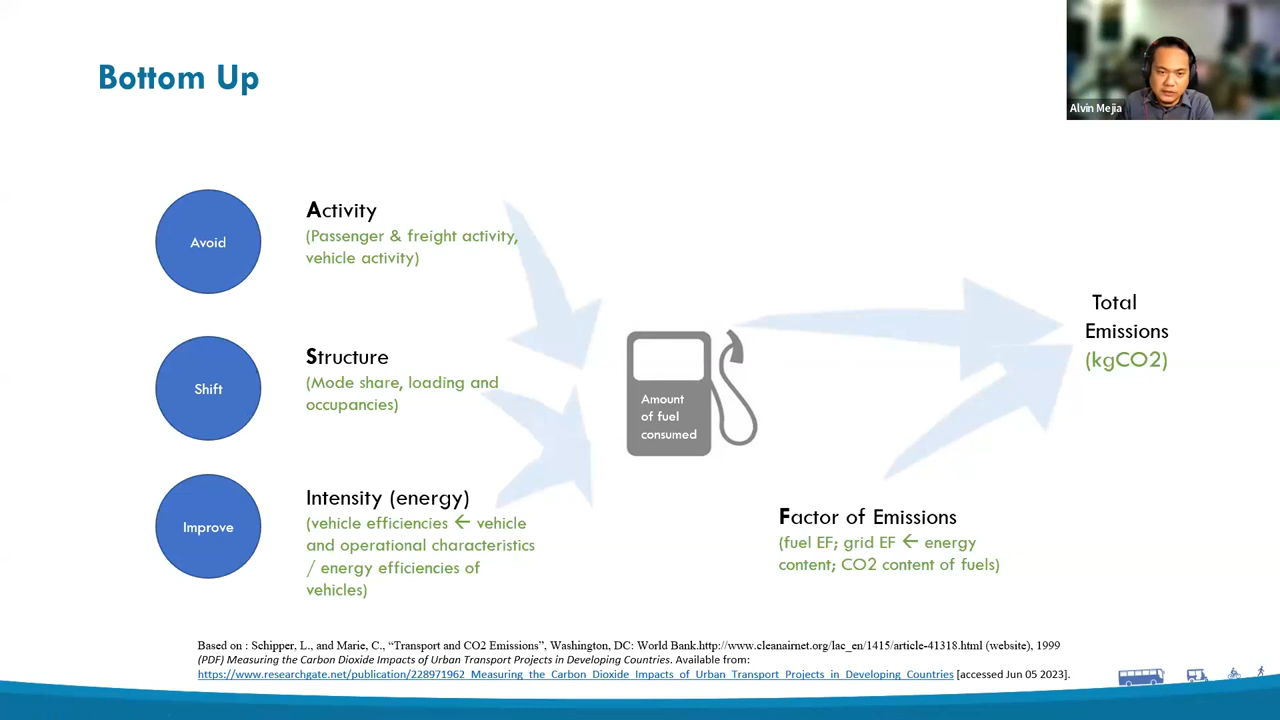 Bottom Up
Alvin Mejia
Avoid
Activity
(Passenger & freight activity,
vehicle activity)
Shift
Structure
(Mode share, loading and
occupancies)
Improve
Intensity (energy)
(vehicle efficiencies ← vehicle
and operational characteristics
/ energy efficiencies of
vehicles)
Amount
of fuel
consumed
Factor of Emissions
(fuel EF; grid EF ← energy
content; CO2 content of fuels)
Total
Emissions
(kgCO2)
Based on : Schipper, L., and Marie, C., “Transport and CO2 Emissions”, Washington, DC: World Bank.http://www.cleanairnet.org/lac_en/1415/article-41318.html (website), 1999
(PDF) Measuring the Carbon Dioxide Impacts of Urban Transport Projects in Developing Countries. Available from:
https://www.researchgate.net/publication/228971962_Measuring_the_Carbon_Dioxide_Impacts_of_Urban_Transport_Projects_in_Developing_Countries [accessed Jun 05 2023].